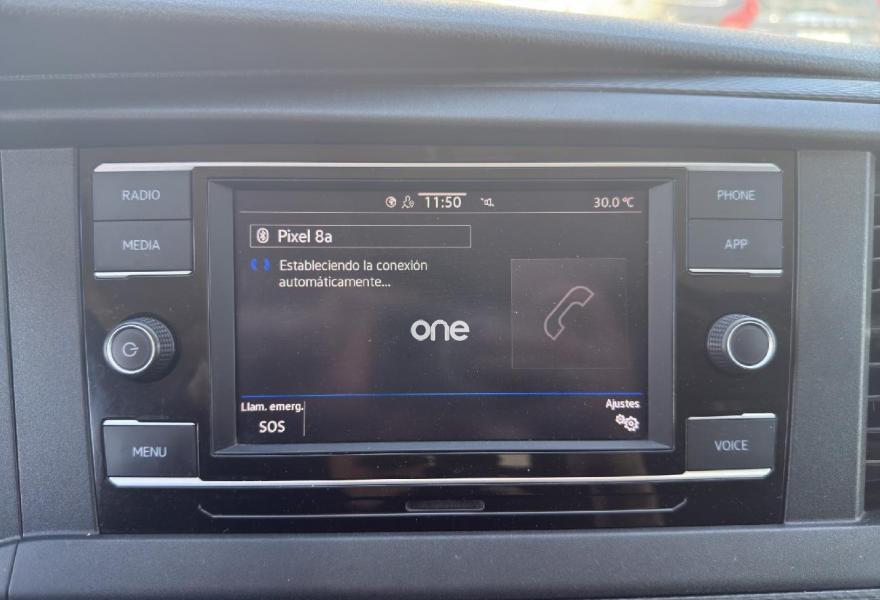 RADIO
MEDIA
MENU
11:50
30.0 °C
Pixel 8a
Estableciendo la conexión
automáticamente...
one
Llam. emerg.
SOS
Ajustes
PHONE
APP
VOICE